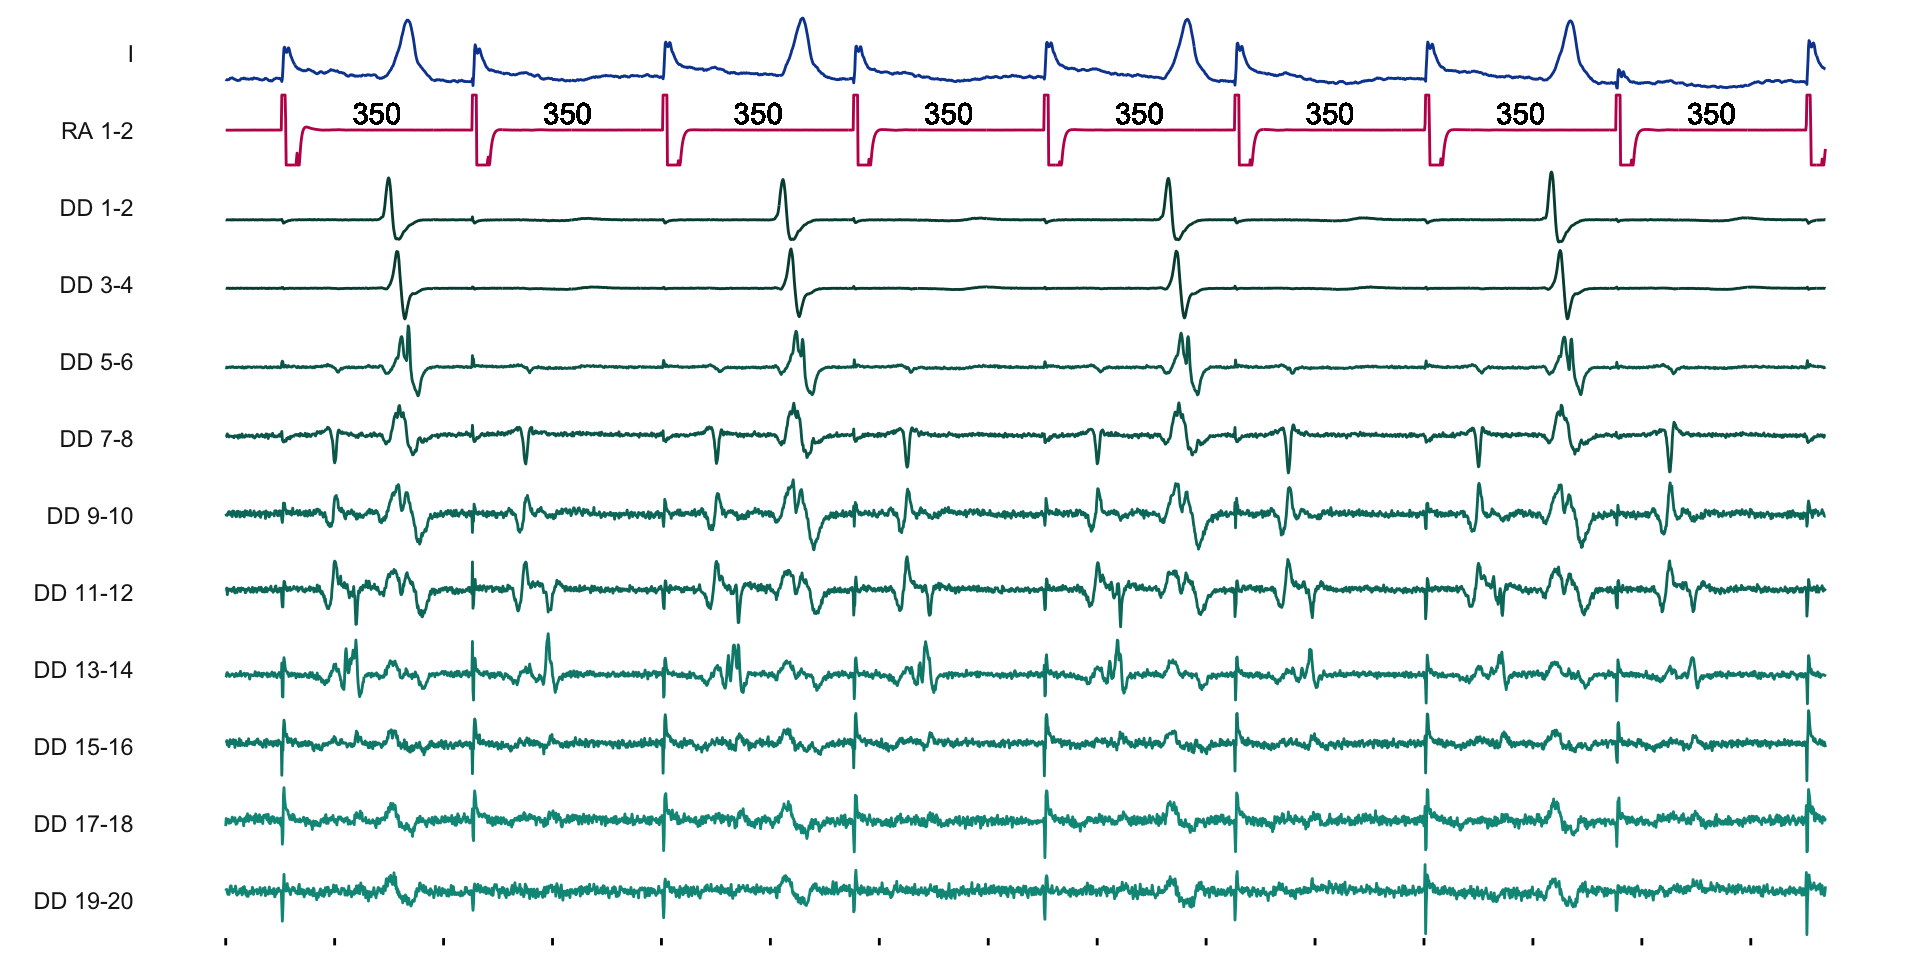 I
RA 1-2
350 350 350 350 350 350 350 350
DD 1-2
DD 3-4
DD 5-6
DD 7-8
DD 9-10
DD 11-12
DD 13-14
DD 15-16
DD 17-18
DD 19-20